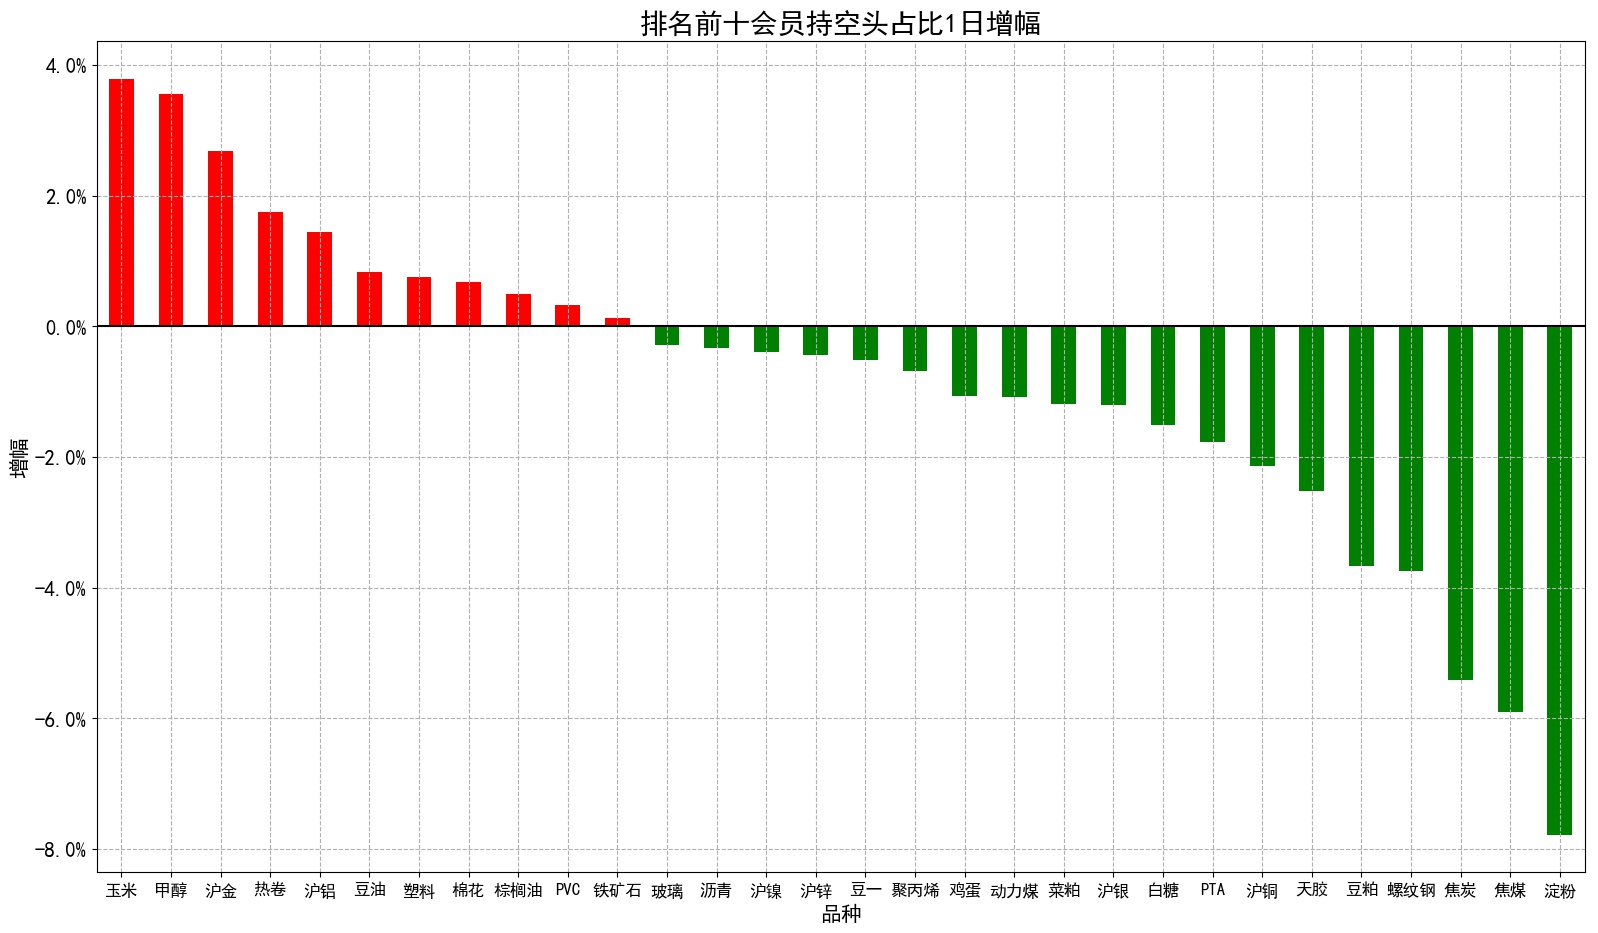 排名前十会员持空头占比1日增幅
4.0%
2.0%
0.0%
-2.0%
-4.0%
-6.0%
-8.0%
增幅
玉米 甲醇 沪金 热卷 沪铝 豆油 塑料 棉花 棕榈油 PVC 铁矿石 玻璃 沥青 沪镍 沪锌 豆一 聚丙烯 鸡蛋 动力煤 菜粕 沪银 白糖 PTA 沪铜 天胶 豆粕 螺纹钢 焦炭 焦煤 淀粉
品种